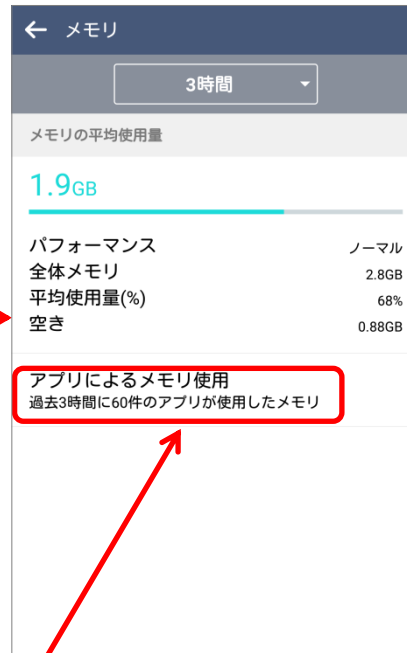 ← メモリ
3時間
メモリの平均使用量
1.9GB
パフォーマンス ノーマル
全体メモリ 2.8GB
平均使用量(%) 68%
空き 0.88GB
アプリによるメモリ使用
過去3時間に60件のアプリが使用したメモリ